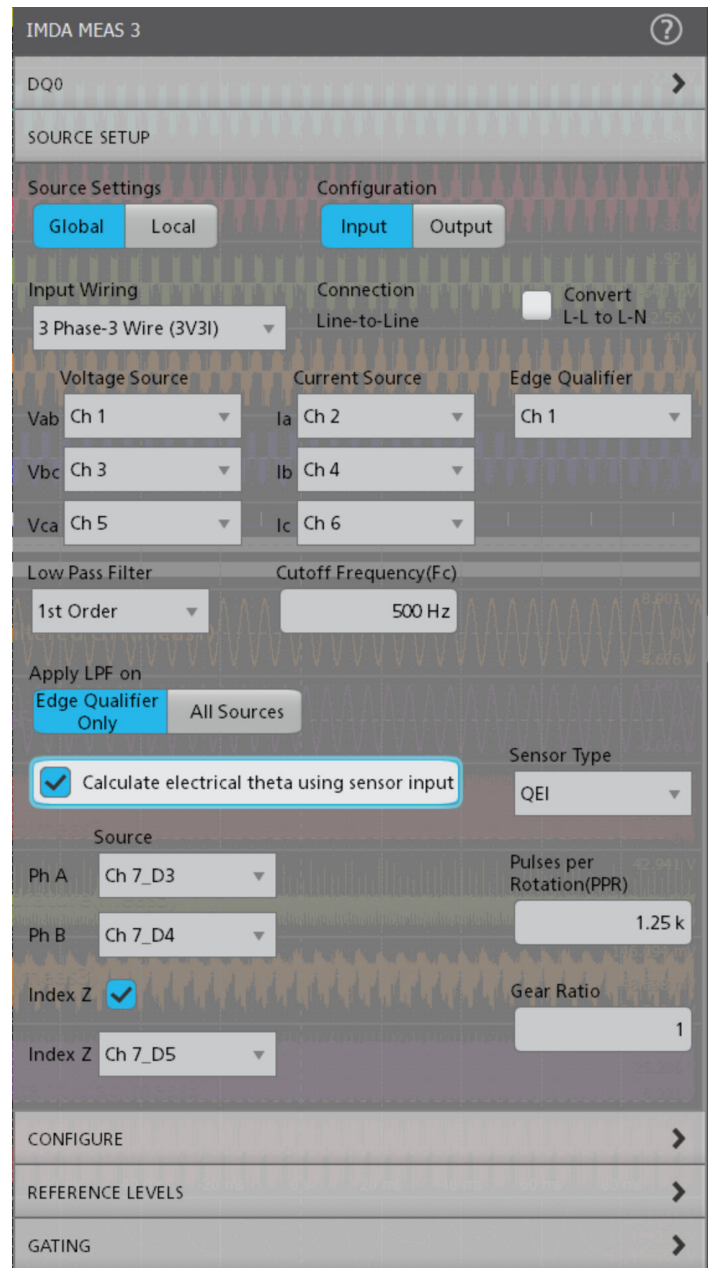 IMDA MEAS 3
?
DQ0
SOURCE SETUP
Source Settings
Configuration
Global
Local
Input
Output
Input Wiring
Connection
Convert
L-L to L-N
3 Phase-3 Wire (3V3I)
Line-to-Line
Voltage Source
Current Source
Edge Qualifier
Vab Ch 1
Ia Ch 2
Ch 1
Vbc Ch 3
Ib Ch 4
Vca Ch 5
Ic Ch 6
Low Pass Filter
Cutoff Frequency(Fc)
1st Order
500 Hz
Apply LPF on
Edge Qualifier
Only
All Sources
Calculate electrical theta using sensor input
Sensor Type
QEI
Source
Ph A Ch 7_D3
Pulses per
Rotation(PPR)
1.25 k
Ph B Ch 7_D4
Index Z
Gear Ratio
1
Index Z Ch 7_D5
CONFIGURE
REFERENCE LEVELS
GATING